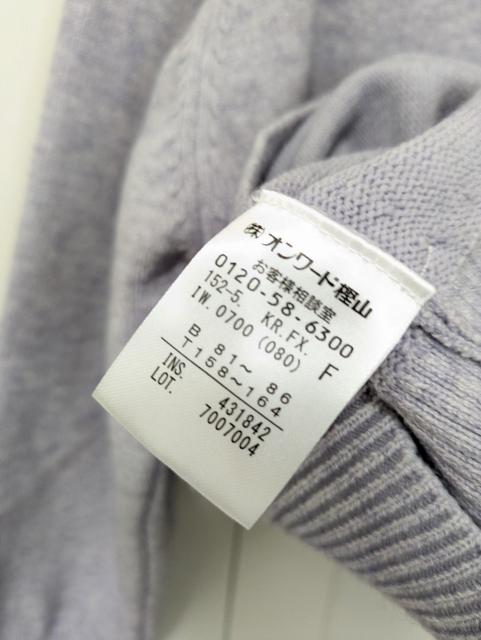 ㈱オンワード樫山
お客様相談室
0120-58-6300
152-5. KR.FX. F
IW.0700(080)
B 81～ 86
T158～164
INS. 431842
LOT. 7007004